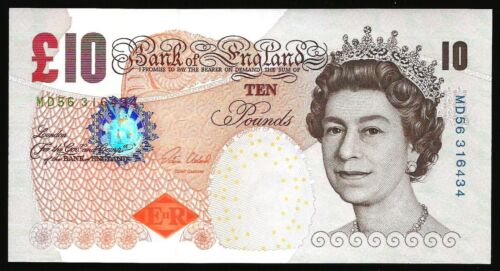 £10
Bank of England
I PROMISE TO PAY THE BEARER ON DEMAND THE SUM OF
10
TEN
Pounds
MD56 316434
London
For the Gov.r and Comp.a
of the BANK of ENGLAND
CHIEF CASHIER
EIIR
MD56 316434